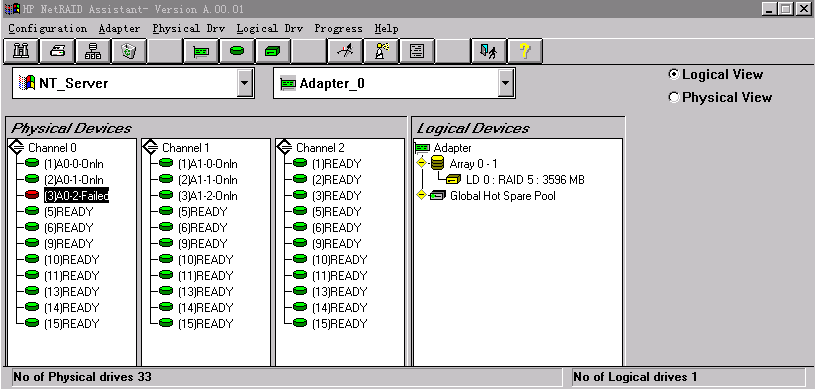 HP NetRAID Assistant- Version A.00.01
Configuration Adapter Physical Drv Logical Drv Progress Help
NT_Server
Adapter_0
Logical View
Physical View
Physical Devices
Channel 0
(1)A0-0-Onln
(2)A0-1-Onln
(3)A0-2-Failed
(5)READY
(6)READY
(9)READY
(10)READY
(11)READY
(13)READY
(14)READY
(15)READY
Channel 1
(1)A1-0-Onln
(2)A1-1-Onln
(3)A1-2-Onln
(5)READY
(6)READY
(9)READY
(10)READY
(11)READY
(13)READY
(14)READY
(15)READY
Channel 2
(1)READY
(2)READY
(3)READY
(5)READY
(6)READY
(9)READY
(10)READY
(11)READY
(13)READY
(14)READY
(15)READY
Logical Devices
Adapter
Array 0 - 1
LD 0 : RAID 5 : 3596 MB
Global Hot Spare Pool
No of Physical drives 33
No of Logical drives 1